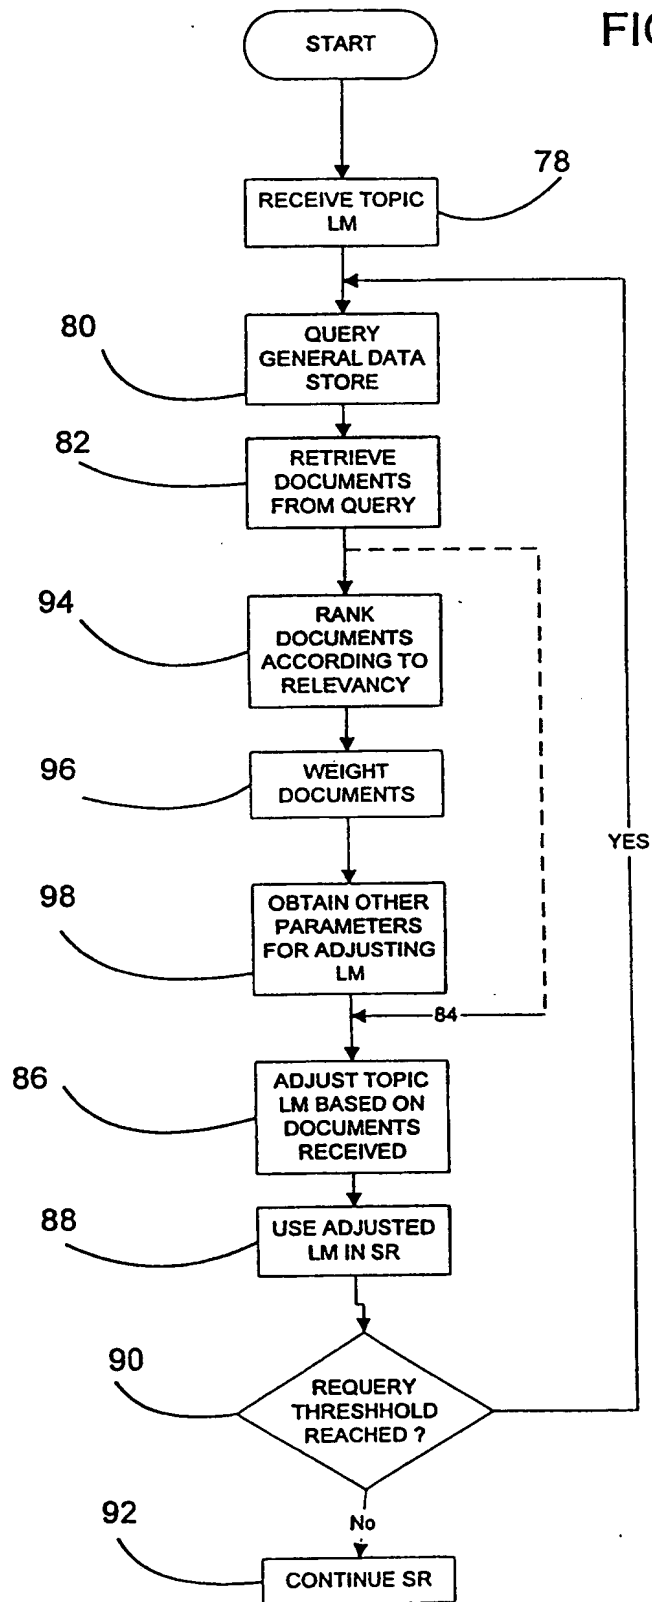 FIG
START
78
RECEIVE TOPIC
LM
80
QUERY
GENERAL DATA
STORE
82
RETRIEVE
DOCUMENTS
FROM QUERY
94
RANK
DOCUMENTS
ACCORDING TO
RELEVANCY
96
WEIGHT
DOCUMENTS
YES
98
OBTAIN OTHER
PARAMETERS
FOR ADJUSTING
LM
84
86
ADJUST TOPIC
LM BASED ON
DOCUMENTS
RECEIVED
88
USE ADJUSTED
LM IN SR
90
REQUERY
THRESHHOLD
REACHED ?
No
92
CONTINUE SR